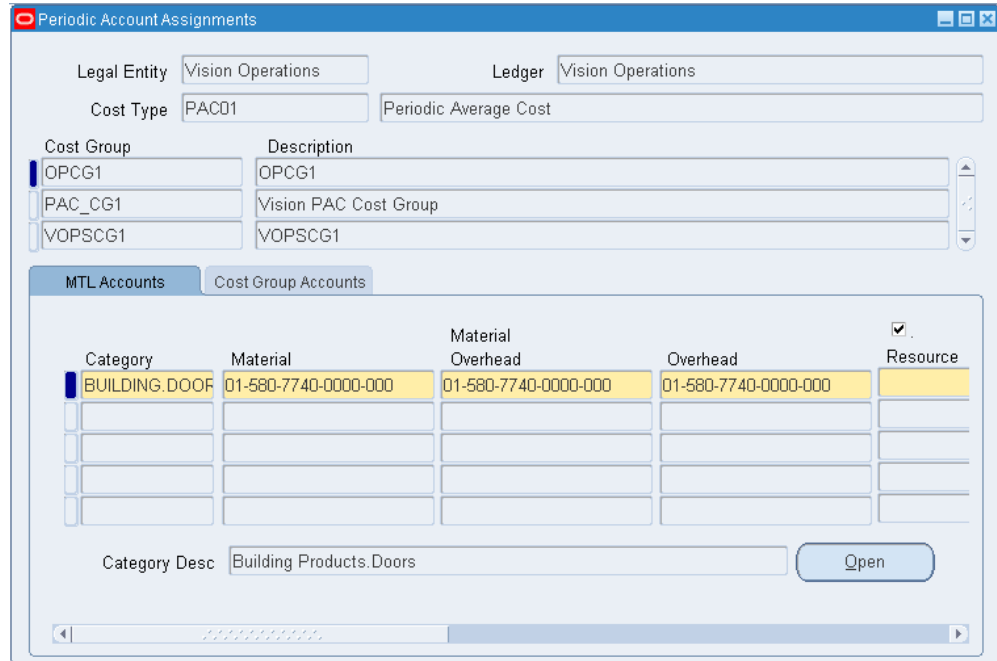 Periodic Account Assignments
Legal Entity Vision Operations Ledger Vision Operations
Cost Type PAC01 Periodic Average Cost
Cost Group Description
OPCG1 OPCG1
PAC_CG1 Vision PAC Cost Group
VOPSCG1 VOPSCG1
MTL Accounts Cost Group Accounts
Category Material Material Overhead Overhead . Resource
BUILDING.DOOR 01-580-7740-0000-000 01-580-7740-0000-000 01-580-7740-0000-000
Category Desc Building Products.Doors Open